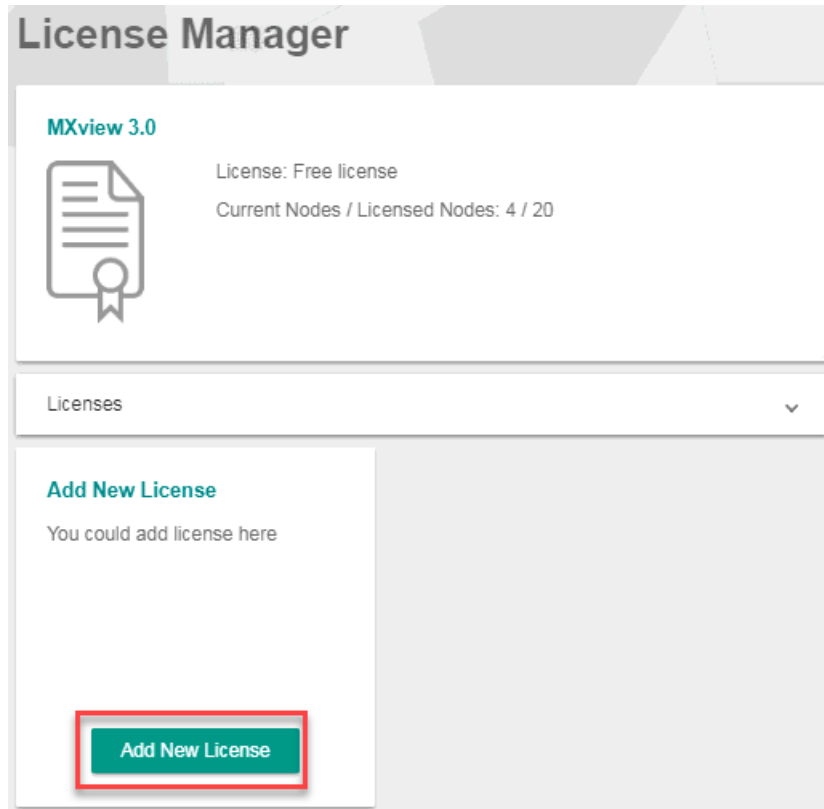 License Manager
MXview 3.0
License: Free license
Current Nodes / Licensed Nodes: 4 / 20
Licenses
Add New License
You could add license here
Add New License